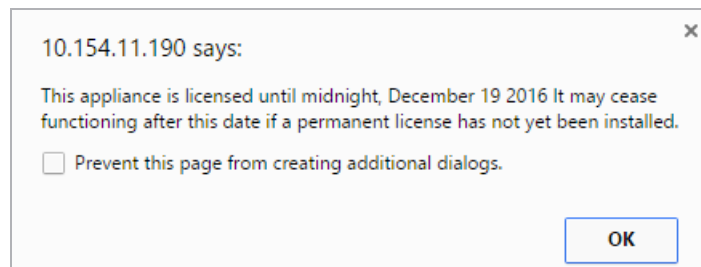 10.154.11.190 says:
This appliance is licensed until midnight, December 19 2016 It may cease
functioning after this date if a permanent license has not yet been installed.
Prevent this page from creating additional dialogs.
OK